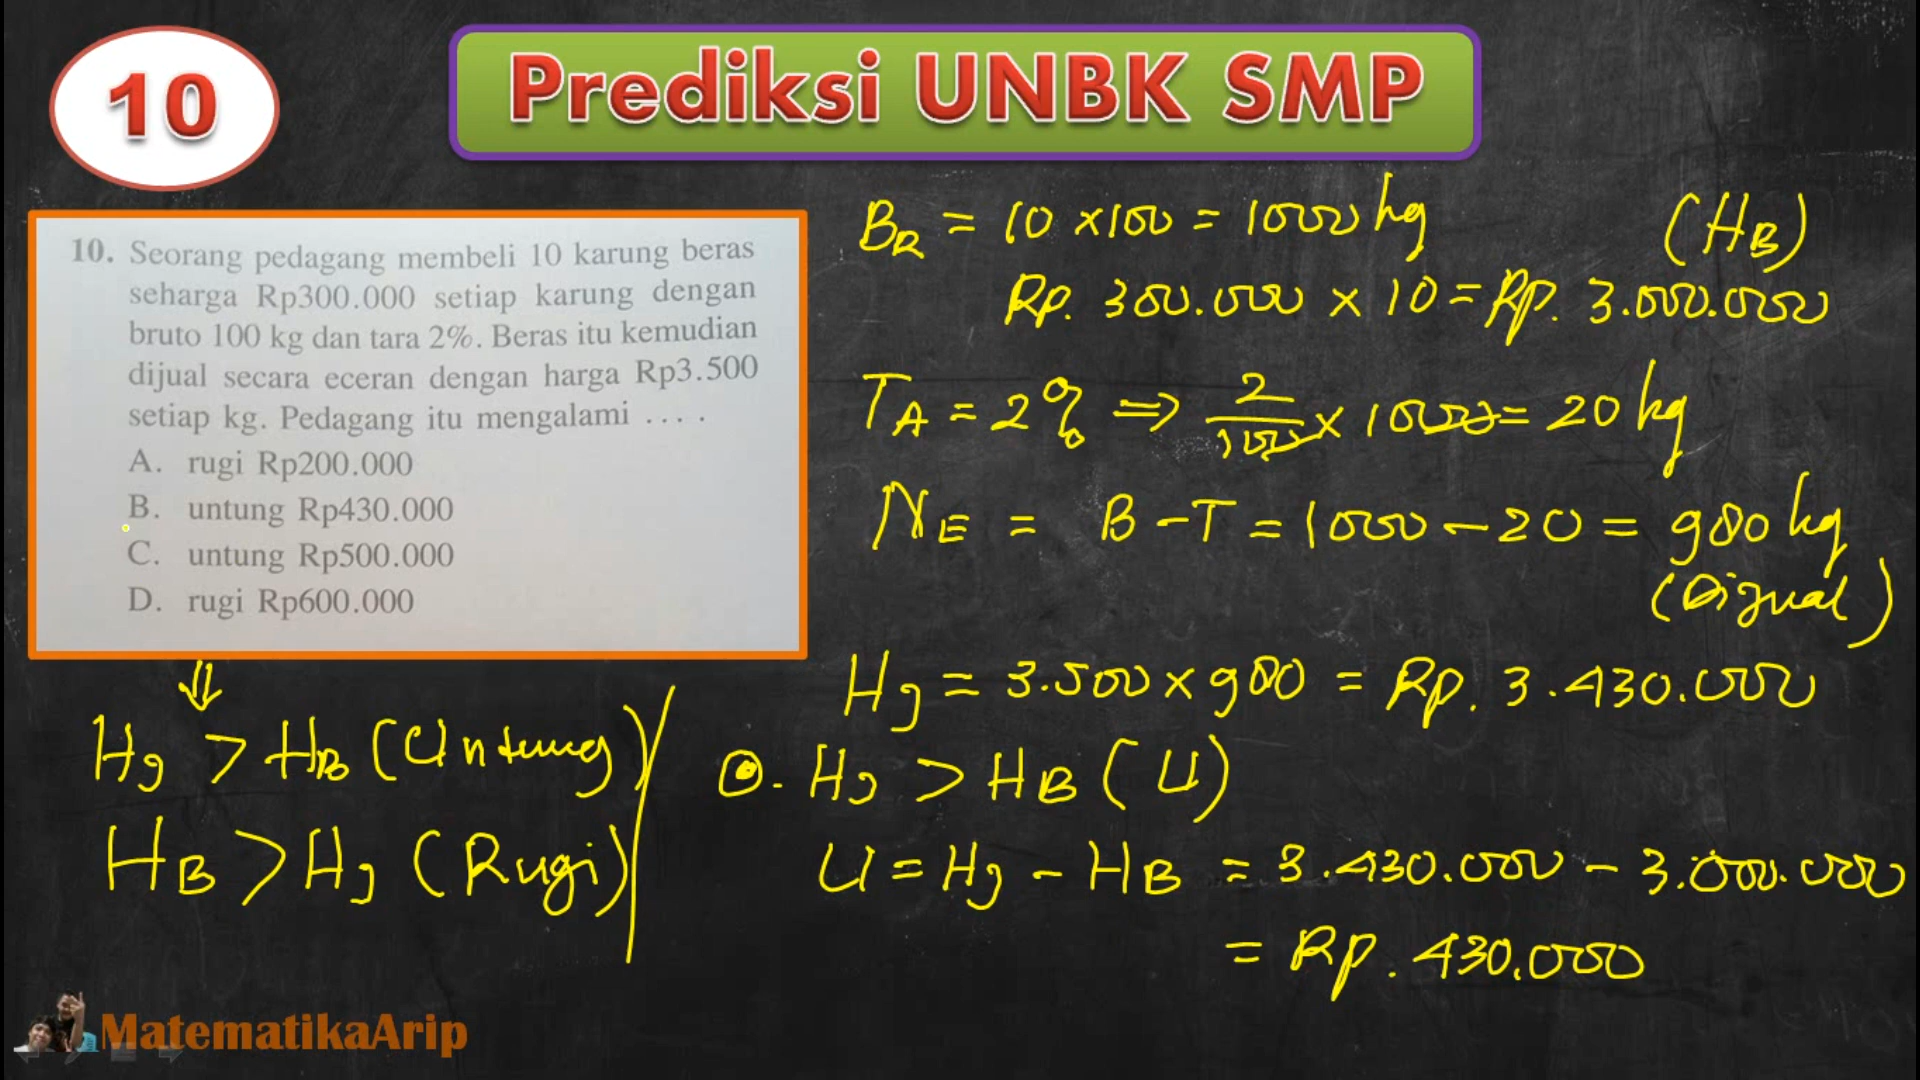 10
Prediksi UNBK SMP
10. Seorang pedagang membeli 10 karung beras
seharga Rp300.000 setiap karung dengan
bruto 100 kg dan tara 2%. Beras itu kemudian
dijual secara eceran dengan harga Rp3.500
setiap kg. Pedagang itu mengalami ....
A. rugi Rp200.000
B. untung Rp430.000
C. untung Rp500.000
D. rugi Rp600.000
⇓
HJ > HB (Untung)
HB > HJ (Rugi)
BR = 10 x 100 = 1000 kg (HB)
Rp. 300.000 x 10 = Rp. 3.000.000
TA = 2% ⇒ 2/100 x 1000 = 20 kg
NE = B - T = 1000 - 20 = 980 kg
(Dijual)
HJ = 3.500 x 980 = Rp. 3.430.000
⊙. HJ > HB (U)
U = HJ - HB = 3.430.000 - 3.000.000
= Rp. 430.000
MatematikaArip